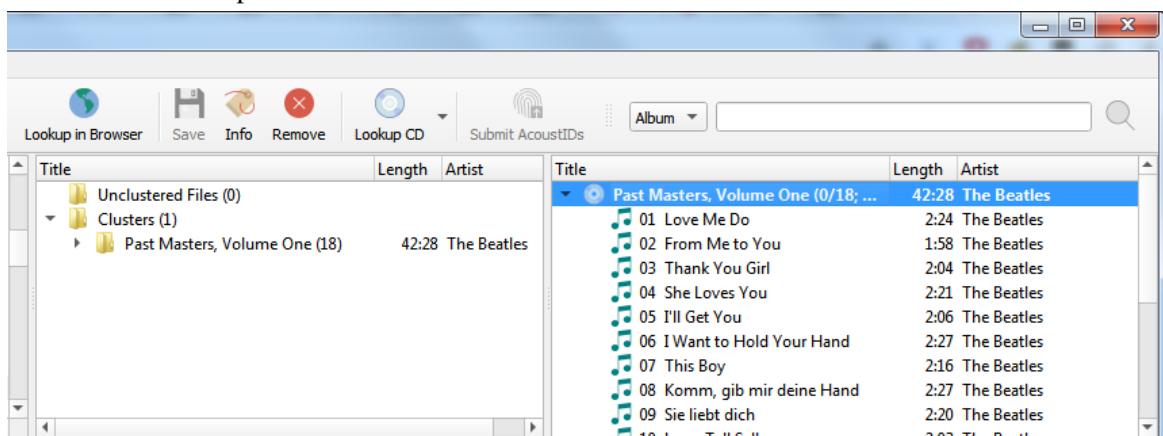 Lookup in Browser Save Info Remove Lookup CD Submit AcoustIDs Album
Title Length Artist
Unclustered Files (0)
Clusters (1)
Past Masters, Volume One (18) 42:28 The Beatles
Title Length Artist
Past Masters, Volume One (0/18; ... 42:28 The Beatles
01 Love Me Do 2:24 The Beatles
02 From Me to You 1:58 The Beatles
03 Thank You Girl 2:04 The Beatles
04 She Loves You 2:21 The Beatles
05 I'll Get You 2:06 The Beatles
06 I Want to Hold Your Hand 2:27 The Beatles
07 This Boy 2:16 The Beatles
08 Komm, gib mir deine Hand 2:27 The Beatles
09 Sie liebt dich 2:20 The Beatles